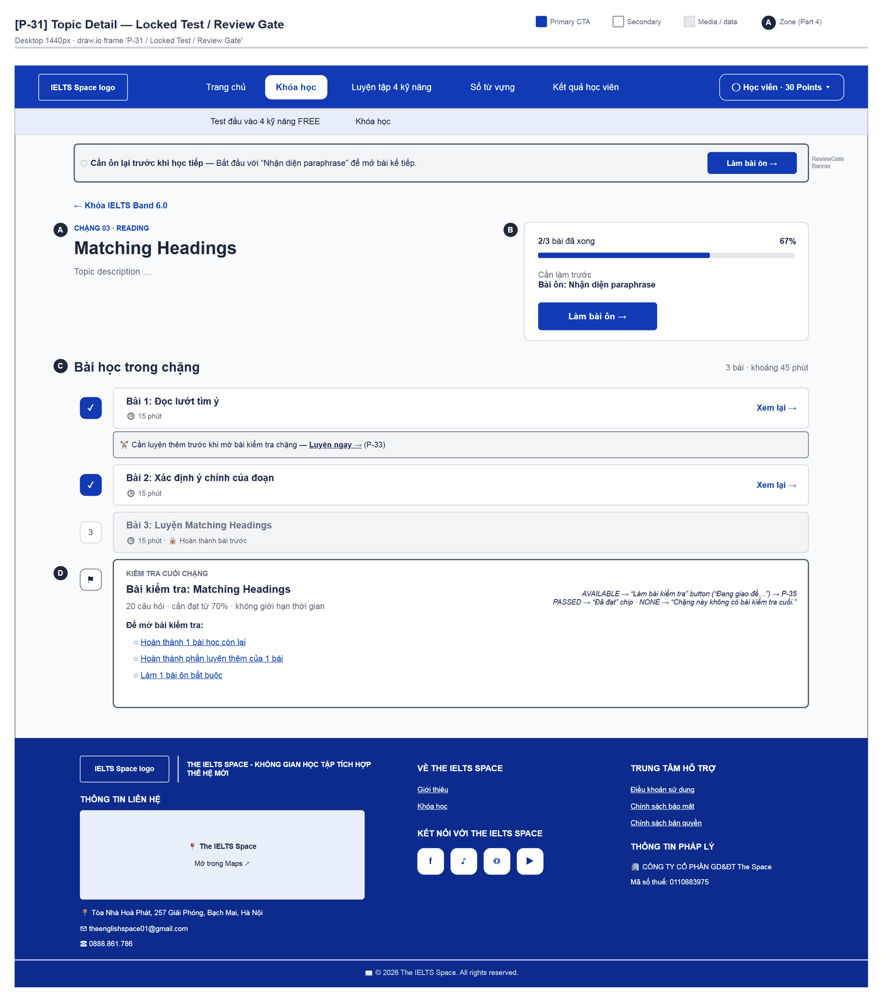 [P-31] Topic Detail — Locked Test / Review Gate
Desktop 1440px · draw.io frame 'P-31 / Locked Test / Review Gate'
Primary CTA
Secondary
Media / data
A Zone (Part 4)
IELTS Space logo
Trang chủ
Khóa học
Luyện tập 4 kỹ năng
Sổ từ vựng
Kết quả học viên
Học viên · 30 Points ▾
Test đầu vào 4 kỹ năng FREE
Khóa học
Cần ôn lại trước khi học tiếp — Bắt đầu với “Nhận diện paraphrase” để mở bài kế tiếp.
Làm bài ôn →
ReviewGate
Banner
← Khóa IELTS Band 6.0
A
CHẶNG 03 · READING
Matching Headings
Topic description …
B
2/3 bài đã xong
67%
Cần làm trước
Bài ôn: Nhận diện paraphrase
Làm bài ôn →
C
Bài học trong chặng
3 bài · khoảng 45 phút
✓
Bài 1: Đọc lướt tìm ý
15 phút
Xem lại →
Cần luyện thêm trước khi mở bài kiểm tra chặng — Luyện ngay → (P-33)
✓
Bài 2: Xác định ý chính của đoạn
15 phút
Xem lại →
3
Bài 3: Luyện Matching Headings
15 phút · 🔒 Hoàn thành bài trước
D
KIỂM TRA CUỐI CHẶNG
Bài kiểm tra: Matching Headings
20 câu hỏi · cần đạt từ 70% · không giới hạn thời gian
AVAILABLE → “Làm bài kiểm tra” button (“Đang giao đề…”) → P-35
PASSED → “Đã đạt” chip · NONE → “Chặng này không có bài kiểm tra cuối.”
Để mở bài kiểm tra:
○ Hoàn thành 1 bài học còn lại
○ Hoàn thành phần luyện thêm của 1 bài
○ Làm 1 bài ôn bắt buộc
IELTS Space logo
THE IELTS SPACE - KHÔNG GIAN HỌC TẬP TÍCH HỢP
THẾ HỆ MỚI
THÔNG TIN LIÊN HỆ
The IELTS Space
Mở trong Maps ↗
Tòa Nhà Hoà Phát, 257 Giải Phóng, Bạch Mai, Hà Nội
theenglishspace01@gmail.com
0888.861.786
VỀ THE IELTS SPACE
Giới thiệu
Khóa học
KẾT NỐI VỚI THE IELTS SPACE
f
TRUNG TÂM HỖ TRỢ
Điều khoản sử dụng
Chính sách bảo mật
Chính sách bản quyền
THÔNG TIN PHÁP LÝ
CÔNG TY CỔ PHẦN GD&ĐT The Space
Mã số thuế: 0110883975
© 2026 The IELTS Space. All rights reserved.